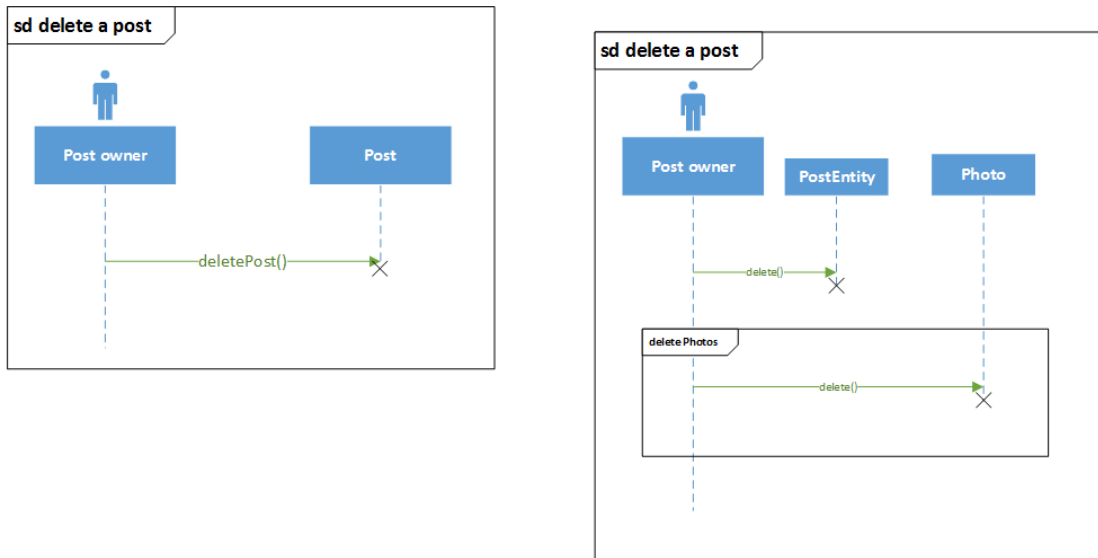 sd delete a post
Post owner
Post
deletePost()
sd delete a post
Post owner
PostEntity
Photo
delete()
delete Photos
delete()